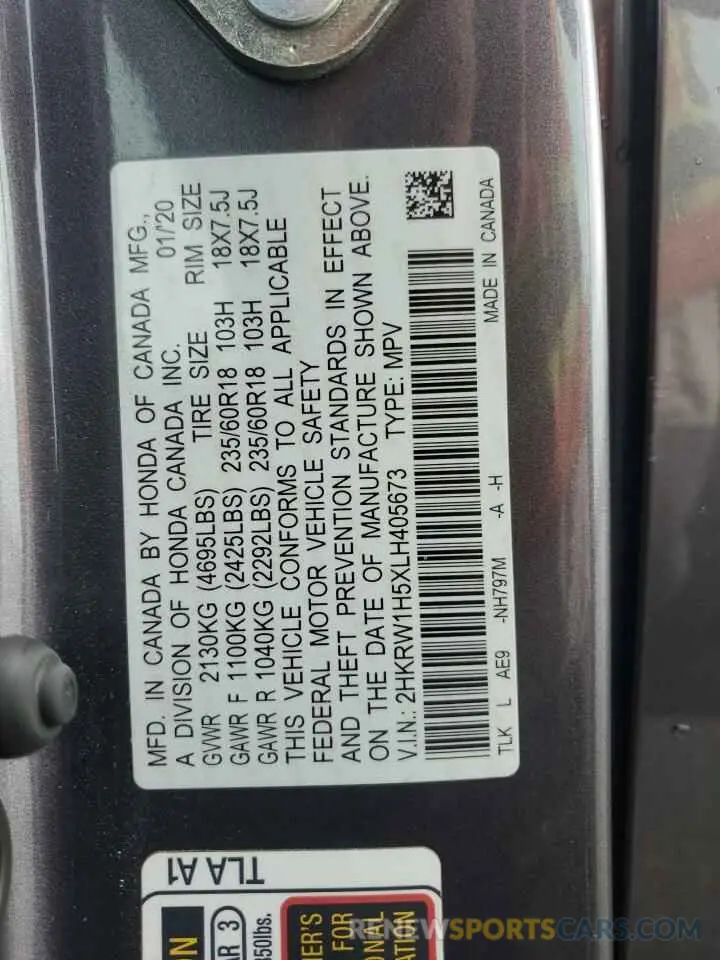 MFD. IN CANADA BY HONDA OF CANADA MFG.,
A DIVISION OF HONDA CANADA INC. 01/'20
GVWR 2130KG (4695LBS) TIRE SIZE RIM SIZE
GAWR F 1100KG (2425LBS) 235/60R18 103H 18X7.5J
GAWR R 1040KG (2292LBS) 235/60R18 103H 18X7.5J
THIS VEHICLE CONFORMS TO ALL APPLICABLE
FEDERAL MOTOR VEHICLE SAFETY
AND THEFT PREVENTION STANDARDS IN EFFECT
ON THE DATE OF MANUFACTURE SHOWN ABOVE.
V.I.N.: 2HKRW1H5XLH405673 TYPE: MPV
TLK L AE9 -NH797M -A -H MADE IN CANADA
TLA A1
350lbs.
FOR
RENEWSPORTSCARS.COM